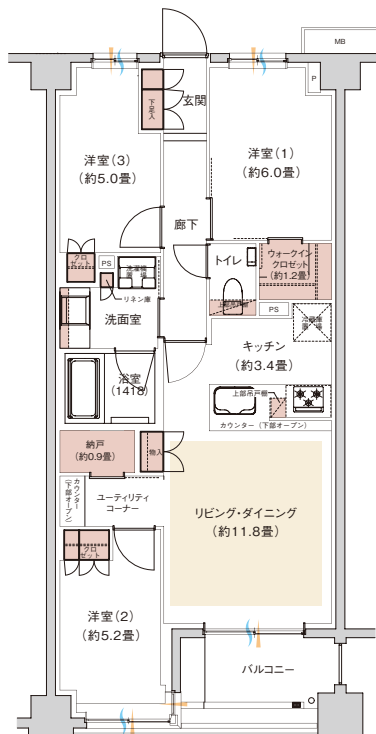 MB
P
下足入
玄関
洋室(3)
(約5.0畳)
洋室(1)
(約6.0畳)
廊下
クロ
ゼット
PS
洗濯機
置場
リネン庫
トイレ
上部吊戸棚
ウォークイン
クロゼット
(約1.2畳)
洗面室
PS
冷蔵庫
置場
キッチン
(約3.4畳)
浴室
(1418)
上部吊戸棚
カウンター(下部オープン)
納戸
(約0.9畳)
物入
カウンター
(下部オープン)
ユーティリティ
コーナー
リビング・ダイニング
(約11.8畳)
クロ
ゼット
洋室(2)
(約5.2畳)
バルコニー